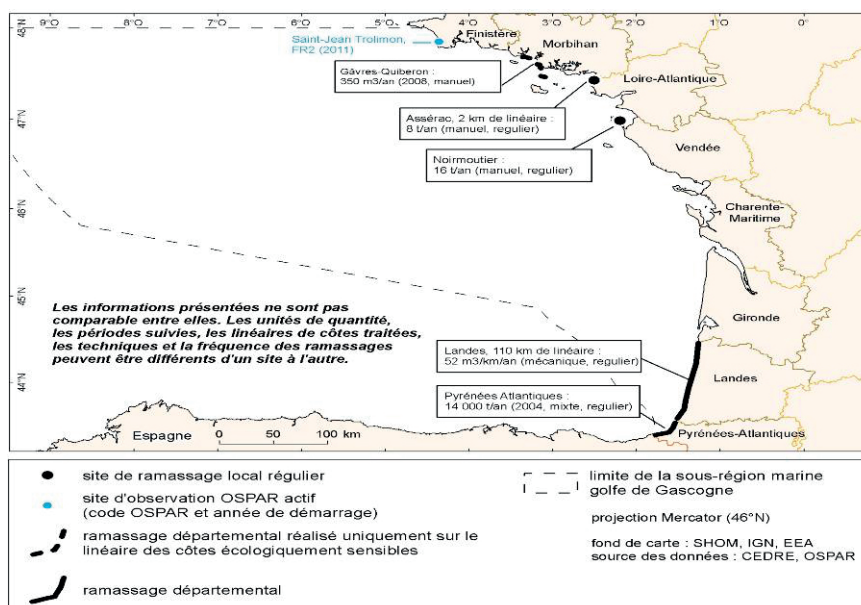 9° 8° 7° 6° 5° 4° 3° 2° 1° 0°
48°N
47°N
46°N
45°N
44°N
Saint-Jean Trolimon,
FR2 (2011)
Finistère
Morbihan
Gâvres-Quiberon :
350 m3/an (2008, manuel)
Loire-Atlantique
Assérac, 2 km de linéaire :
8 t/an (manuel, regulier)
Noirmoutier :
16 t/an (manuel, regulier)
Vendée
Charente-
Maritime
Les informations présentées ne sont pas
comparable entre elles. Les unités de quantité,
les périodes suivies, les linéaires de côtes traitées,
les techniques et la fréquence des ramassages
peuvent être différents d'un site à l'autre.
Gironde
Landes, 110 km de linéaire :
52 m3/km/an (mécanique, regulier)
Landes
Pyrénées Atlantiques :
14 000 t/an (2004, mixte, regulier)
Pyrénées-Atlantiques
Espagne
0 50 100 km
site de ramassage local régulier
site d'observation OSPAR actif
(code OSPAR et année de démarrage)
ramassage départemental réalisé uniquement sur le
linéaire des côtes écologiquement sensibles
ramassage départemental
limite de la sous-région marine
golfe de Gascogne
projection Mercator (46°N)
fond de carte : SHOM, IGN, EEA
source des données : CEDRE, OSPAR